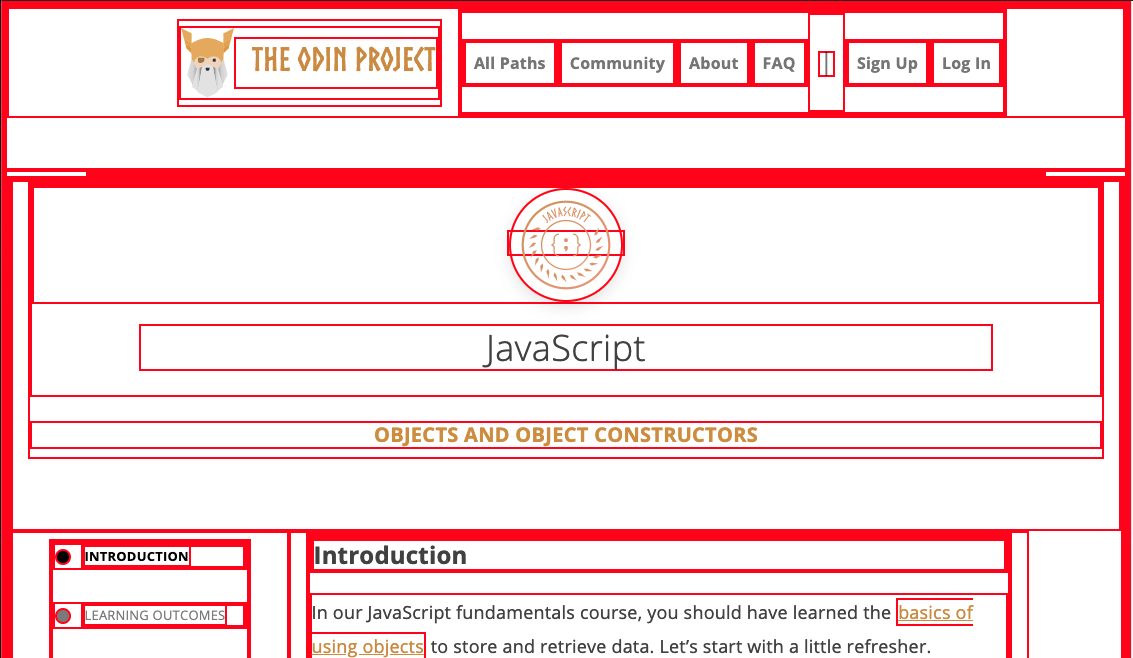 THE ODIN PROJECT
All Paths Community About FAQ Sign Up Log In
JAVASCRIPT
{;}
JavaScript
OBJECTS AND OBJECT CONSTRUCTORS
INTRODUCTION
LEARNING OUTCOMES
Introduction
In our JavaScript fundamentals course, you should have learned the basics of
using objects to store and retrieve data. Let’s start with a little refresher.